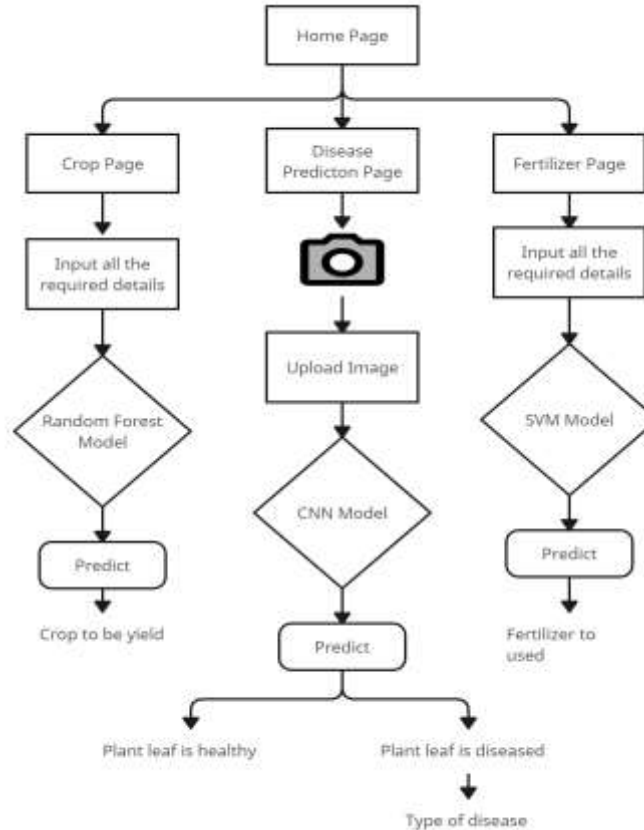 Home Page
Crop Page
Disease
Predicton Page
Fertilizer Page
Input all the
required details
Input all the
required details
Upload Image
Random Forest
Model
SVM Model
CNN Model
Predict
Predict
Crop to be yield
Fertilizer to
used
Predict
Plant leaf is healthy
Plant leaf is diseased
Type of disease